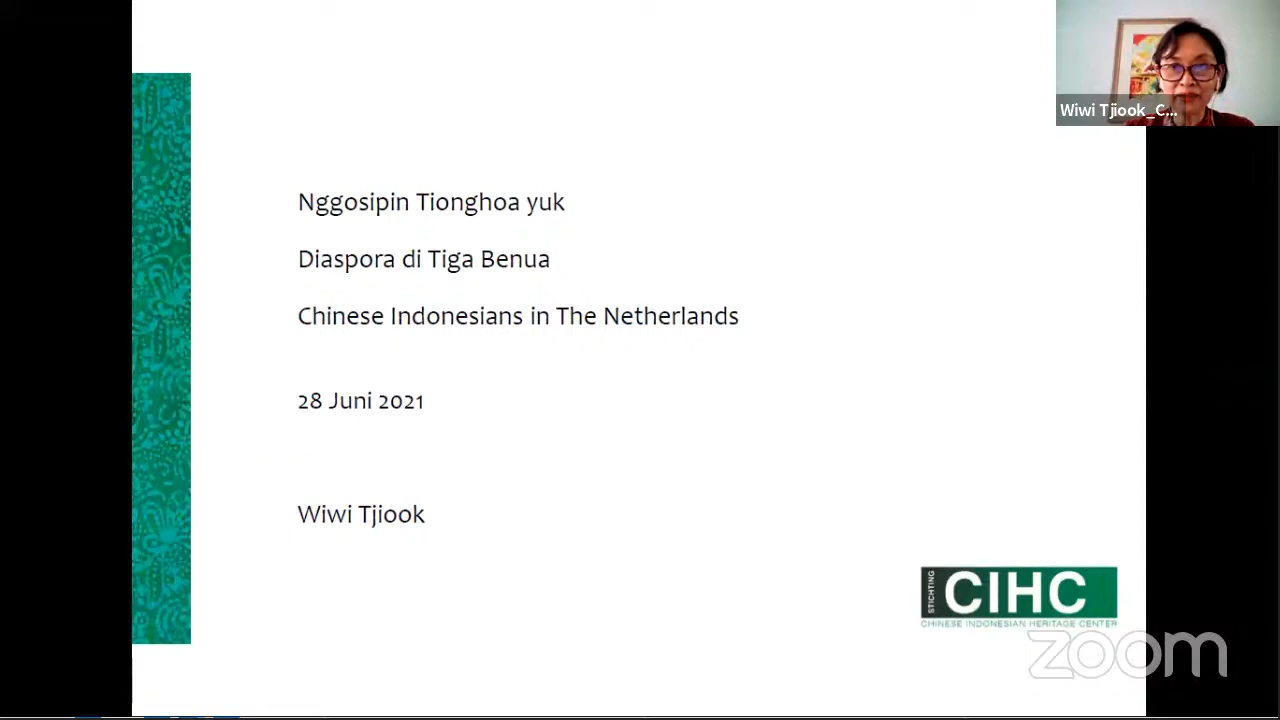 Wiwi Tjiook_C...
Nggosipin Tionghoa yuk
Diaspora di Tiga Benua
Chinese Indonesians in The Netherlands
28 Juni 2021
Wiwi Tjiook
STICHTING
CIHC
CHINESE INDONESIAN HERITAGE CENTER
zoom